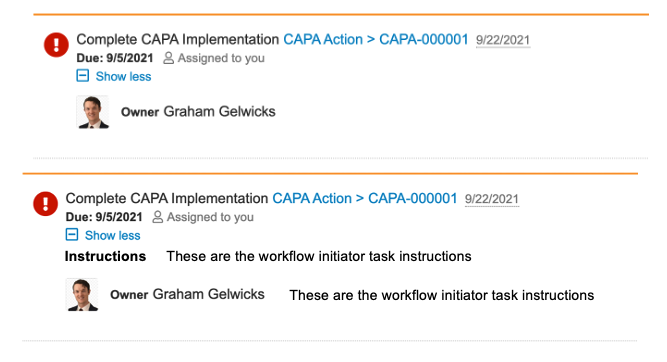 Complete CAPA Implementation CAPA Action > CAPA-000001 9/22/2021
Due: 9/5/2021 Assigned to you
Show less
Owner Graham Gelwicks
Complete CAPA Implementation CAPA Action > CAPA-000001 9/22/2021
Due: 9/5/2021 Assigned to you
Show less
Instructions These are the workflow initiator task instructions
Owner Graham Gelwicks These are the workflow initiator task instructions